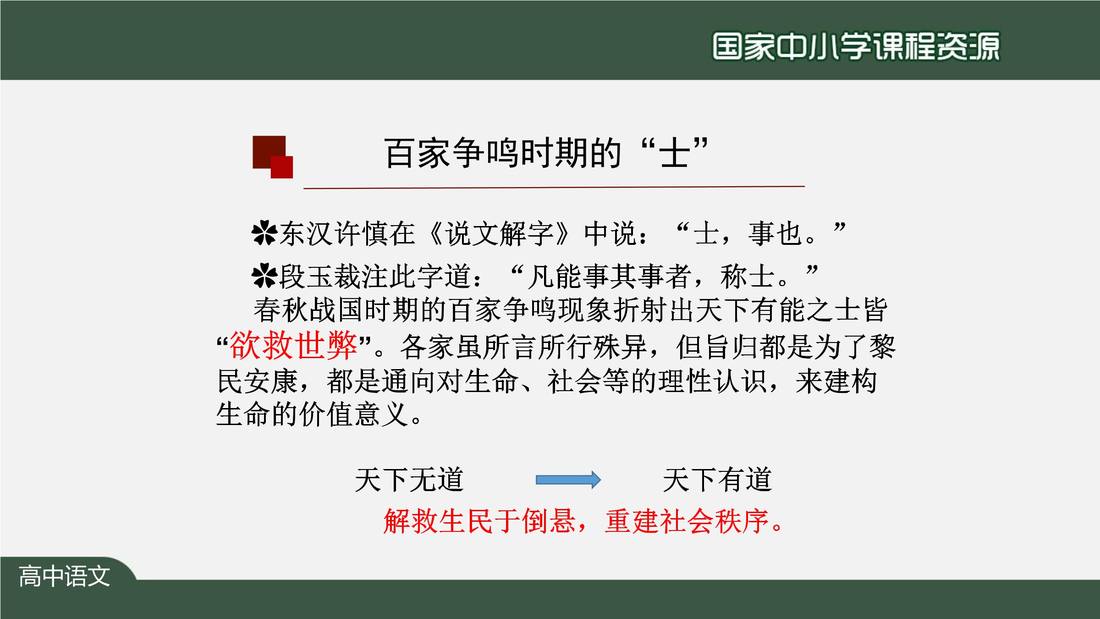 国家中小学课程资源
百家争鸣时期的“士”
✽东汉许慎在《说文解字》中说：“士，事也。”
✽段玉裁注此字道：“凡能事其事者，称士。”
春秋战国时期的百家争鸣现象折射出天下有能之士皆
“欲救世弊”。各家虽所言所行殊异，但旨归都是为了黎
民安康，都是通向对生命、社会等的理性认识，来建构
生命的价值意义。
天下无道 → 天下有道
解救生民于倒悬，重建社会秩序。
高中语文